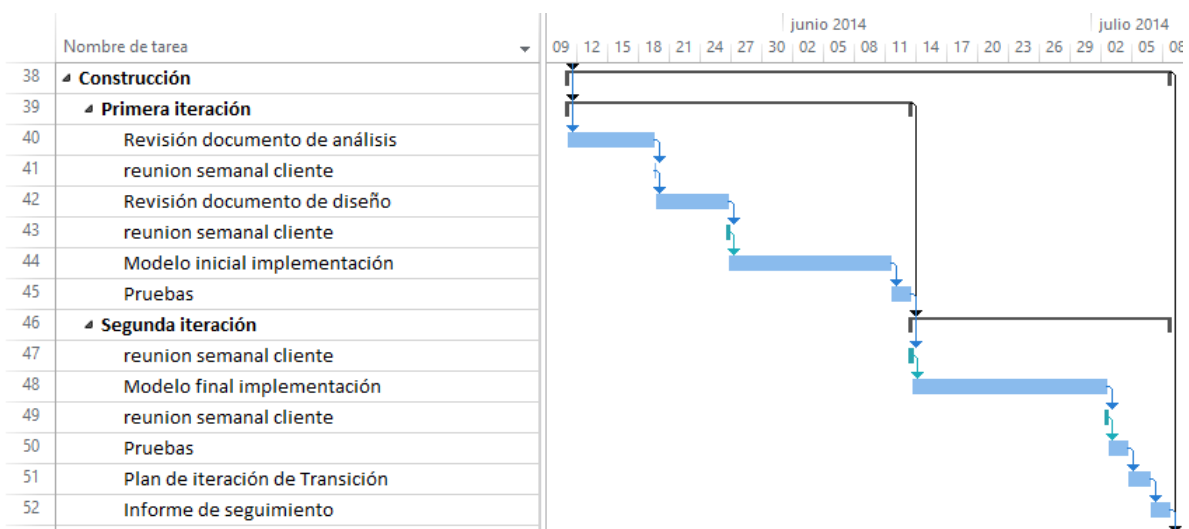 junio 2014 julio 2014
Nombre de tarea 09 12 15 18 21 24 27 30 02 05 08 11 14 17 20 23 26 29 02 05 08
38 Construcción
39 Primera iteración
40 Revisión documento de análisis
41 reunion semanal cliente
42 Revisión documento de diseño
43 reunion semanal cliente
44 Modelo inicial implementación
45 Pruebas
46 Segunda iteración
47 reunion semanal cliente
48 Modelo final implementación
49 reunion semanal cliente
50 Pruebas
51 Plan de iteración de Transición
52 Informe de seguimiento